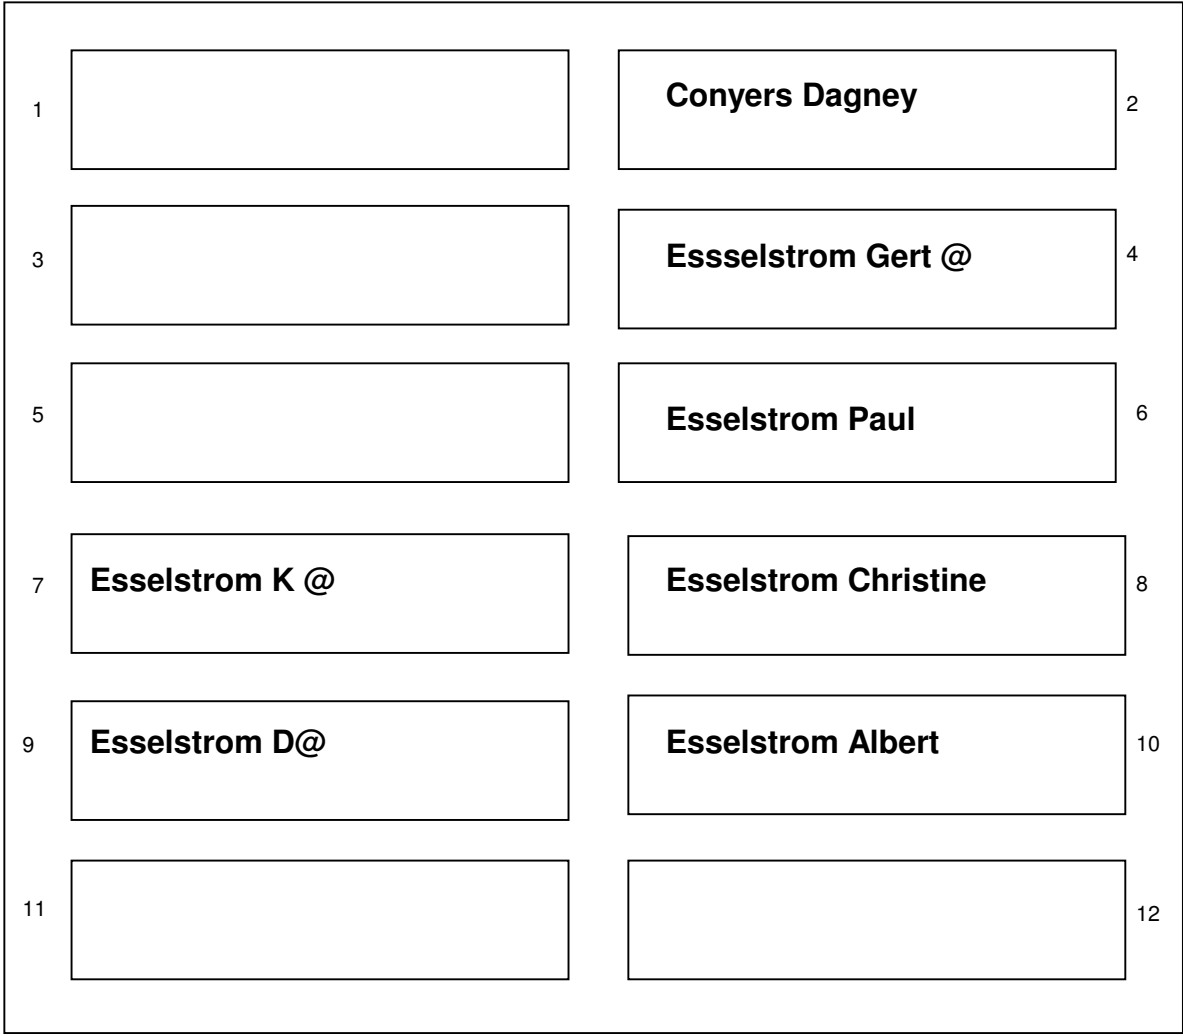 1
Conyers Dagney
2
3
Essselstrom Gert @
4
5
Esselstrom Paul
6
7
Esselstrom K @
Esselstrom Christine
8
9
Esselstrom D@
Esselstrom Albert
10
11
12